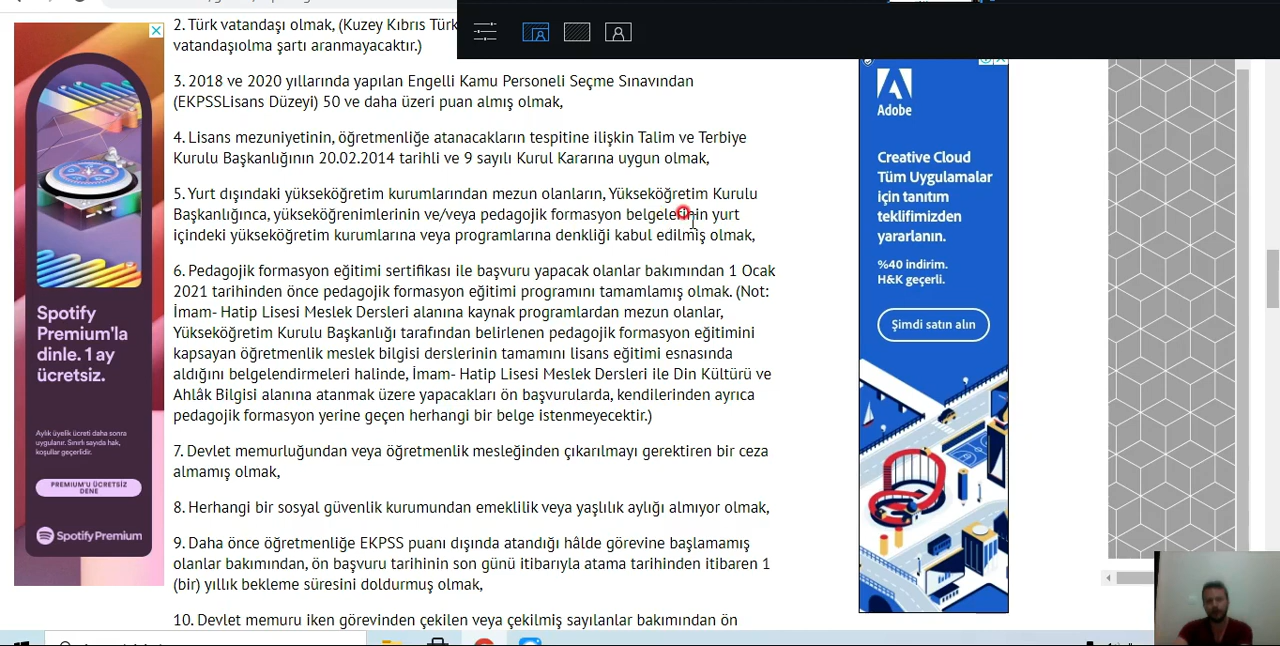 2. Türk vatandaşı olmak, (Kuzey Kıbrıs Türk
vatandaşıolma şartı aranmayacaktır.)
3. 2018 ve 2020 yıllarında yapılan Engelli Kamu Personeli Seçme Sınavından
(EKPSSLisans Düzeyi) 50 ve daha üzeri puan almış olmak,
4. Lisans mezuniyetinin, öğretmenliğe atanacakların tespitine ilişkin Talim ve Terbiye
Kurulu Başkanlığının 20.02.2014 tarihli ve 9 sayılı Kurul Kararına uygun olmak,
5. Yurt dışındaki yükseköğretim kurumlarından mezun olanların, Yükseköğretim Kurulu
Başkanlığınca, yükseköğrenimlerinin ve/veya pedagojik formasyon belgelerinin yurt
içindeki yükseköğretim kurumlarına veya programlarına denkliği kabul edilmiş olmak,
6. Pedagojik formasyon eğitimi sertifikası ile başvuru yapacak olanlar bakımından 1 Ocak
2021 tarihinden önce pedagojik formasyon eğitimi programını tamamlamış olmak. (Not:
İmam- Hatip Lisesi Meslek Dersleri alanına kaynak programlardan mezun olanlar,
Yükseköğretim Kurulu Başkanlığı tarafından belirlenen pedagojik formasyon eğitimini
kapsayan öğretmenlik meslek bilgisi derslerinin tamamını lisans eğitimi esnasında
aldığını belgelendirmeleri halinde, İmam- Hatip Lisesi Meslek Dersleri ile Din Kültürü ve
Ahlâk Bilgisi alanına atanmak üzere yapacakları ön başvurularda, kendilerinden ayrıca
pedagojik formasyon yerine geçen herhangi bir belge istenmeyecektir.)
7. Devlet memurluğundan veya öğretmenlik mesleğinden çıkarılmayı gerektiren bir ceza
almamış olmak,
8. Herhangi bir sosyal güvenlik kurumundan emeklilik veya yaşlılık aylığı almıyor olmak,
9. Daha önce öğretmenliğe EKPSS puanı dışında atandığı hâlde görevine başlamamış
olanlar bakımından, ön başvuru tarihinin son günü itibarıyla atama tarihinden itibaren 1
(bir) yıllık bekleme süresini doldurmuş olmak,
10. Devlet memuru iken görevinden çekilen veya çekilmiş sayılanlar bakımından ön
Spotify
Premium'la
dinle. 1 ay
ücretsiz.
Aylık üyelik ücreti daha sonra
uygulanır. Sınırlı sayıda hak,
koşullar geçerlidir.
PREMIUM'U ÜCRETSİZ
DENE
Spotify Premium
Adobe
Creative Cloud
Tüm Uygulamalar
için tanıtım
teklifimizden
yararlanın.
%40 indirim.
H&K geçerli.
Şimdi satın alın